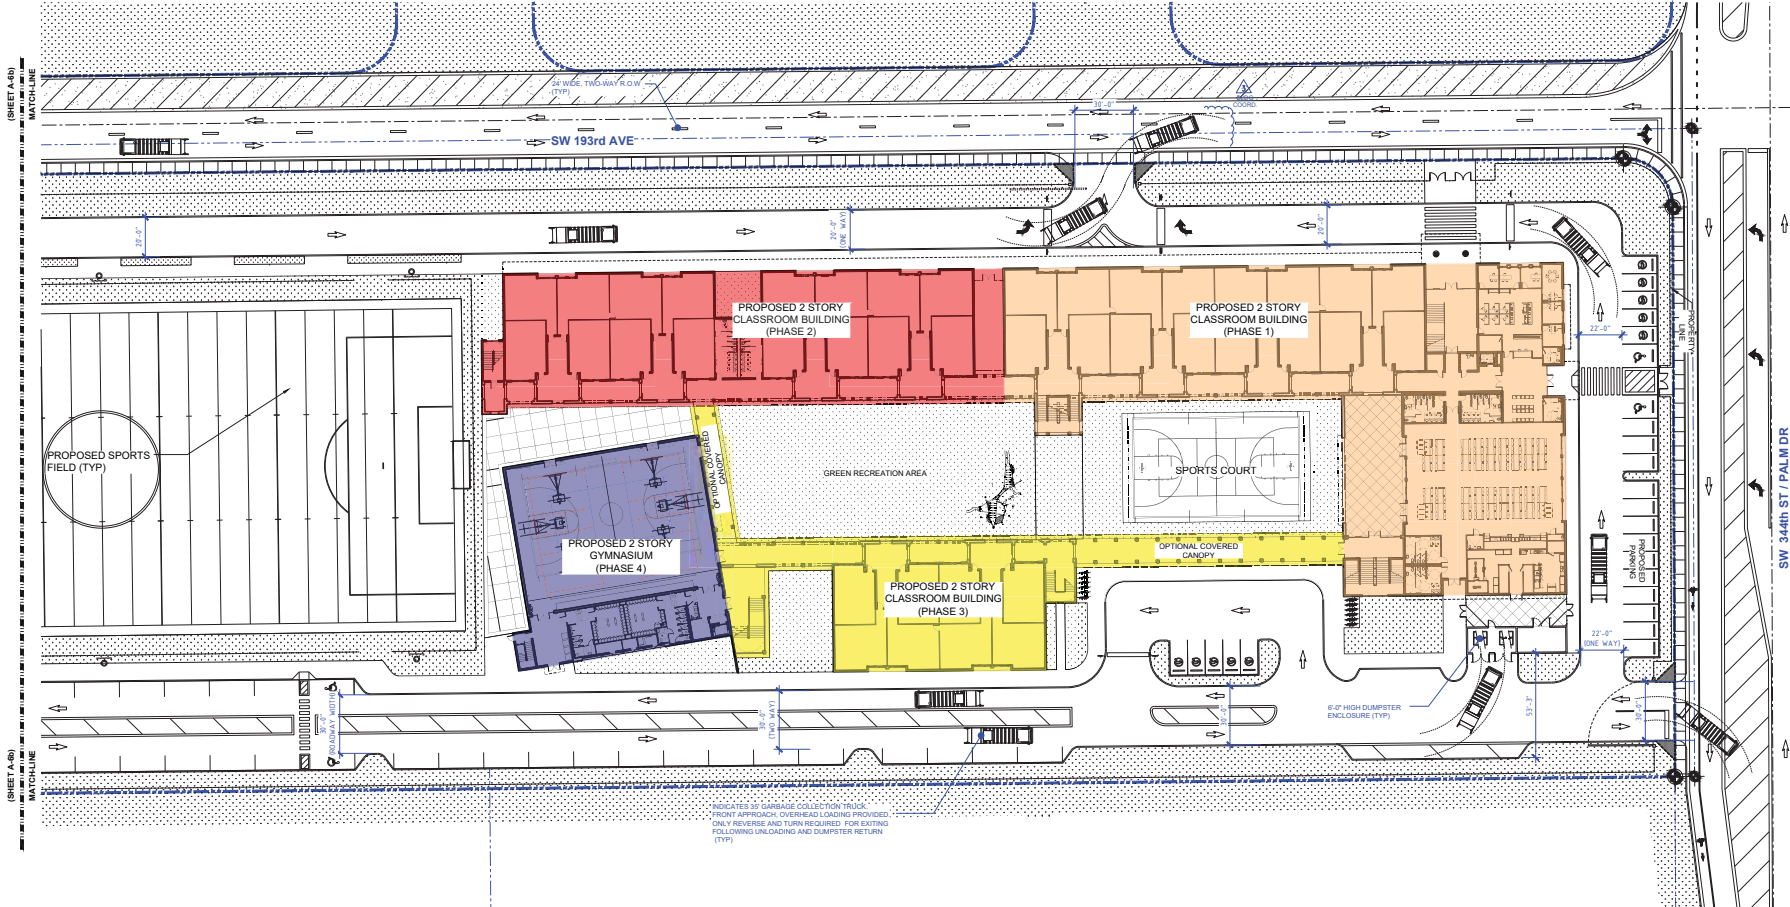 (SHEET A-6b)
MATCH-LINE
24' WIDE, TWO-WAY R.O.W
(TYP)
30'-0"
COORD.
SW 193rd AVE
20'-0"
20'-0"
(ONE WAY)
20'-0"
PROPOSED 2 STORY
CLASSROOM BUILDING
(PHASE 2)
PROPOSED 2 STORY
CLASSROOM BUILDING
(PHASE 1)
22'-0"
PROPERTY
LINE
PROPOSED SPORTS
FIELD (TYP)
OPTIONAL COVERED
CANOPY
GREEN RECREATION AREA
SPORTS COURT
SW 344th ST / PALM DR
PROPOSED 2 STORY
GYMNASIUM
(PHASE 4)
OPTIONAL COVERED
CANOPY
PROPOSED
PARKING
PROPOSED 2 STORY
CLASSROOM BUILDING
(PHASE 3)
22'-0"
(ONE WAY)
6'-0" HIGH DUMPSTER
ENCLOSURE (TYP)
53'-3"
30'-0"
(ROADWAY WIDTH)
30'-0"
(TWO WAY)
30'-0"
30'-0"
(SHEET A-6b)
MATCH-LINE
INDICATES 35' GARBAGE COLLECTION TRUCK.
FRONT APPROACH, OVERHEAD LOADING PROVIDED,
ONLY REVERSE AND TURN REQUIRED FOR EXITING
FOLLOWING UNLOADING AND DUMPSTER RETURN
(TYP)